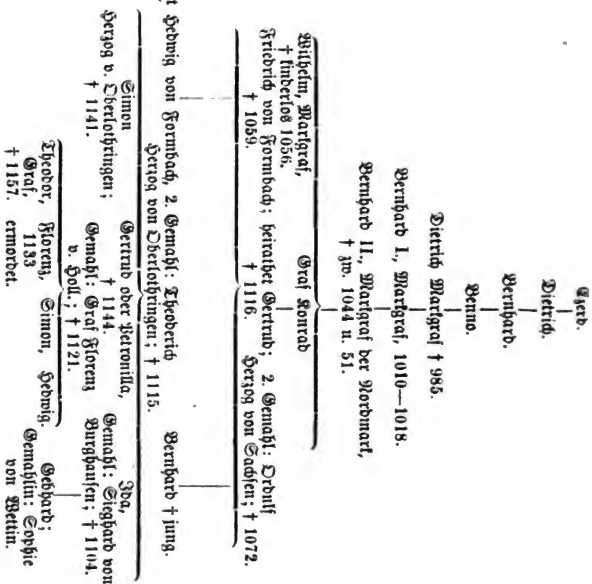 Egerd.
Dietrich.
Bernhard.
Benno.
Dietrich Markgraf † 985.
Bernhard I., Markgraf, 1010—1018.
Bernhard II., Markgraf der Nordmark,
† zw. 1044 u. 51.
Wilhelm, Markgraf,
† kinderlos 1056.
Graf Konrad
Friedrich von Formbach; heirathet Gertrud; 2. Gemahl: Ordulf
† 1059.
† 1116.
Herzog von Sachsen; † 1072.
t Hedwig von Formbach, 2. Gemahl: Theoderich
Herzog von Oberlothringen; † 1115.
Bernhard † jung.
Simon
Herzog v. Oberlothringen;
† 1141.
Gertrud oder Petronilla,
† 1144.
Gemahl: Graf Florenz
v. Holl.; † 1121.
Ida,
Gemahl: Sieghard von
Burghausen; † 1104.
Theodor, Florenz, Simon, Hedwig.
Graf, 1133
† 1157. ermordet.
Gebhard;
Gemahlin: Sophie
von Wettin.